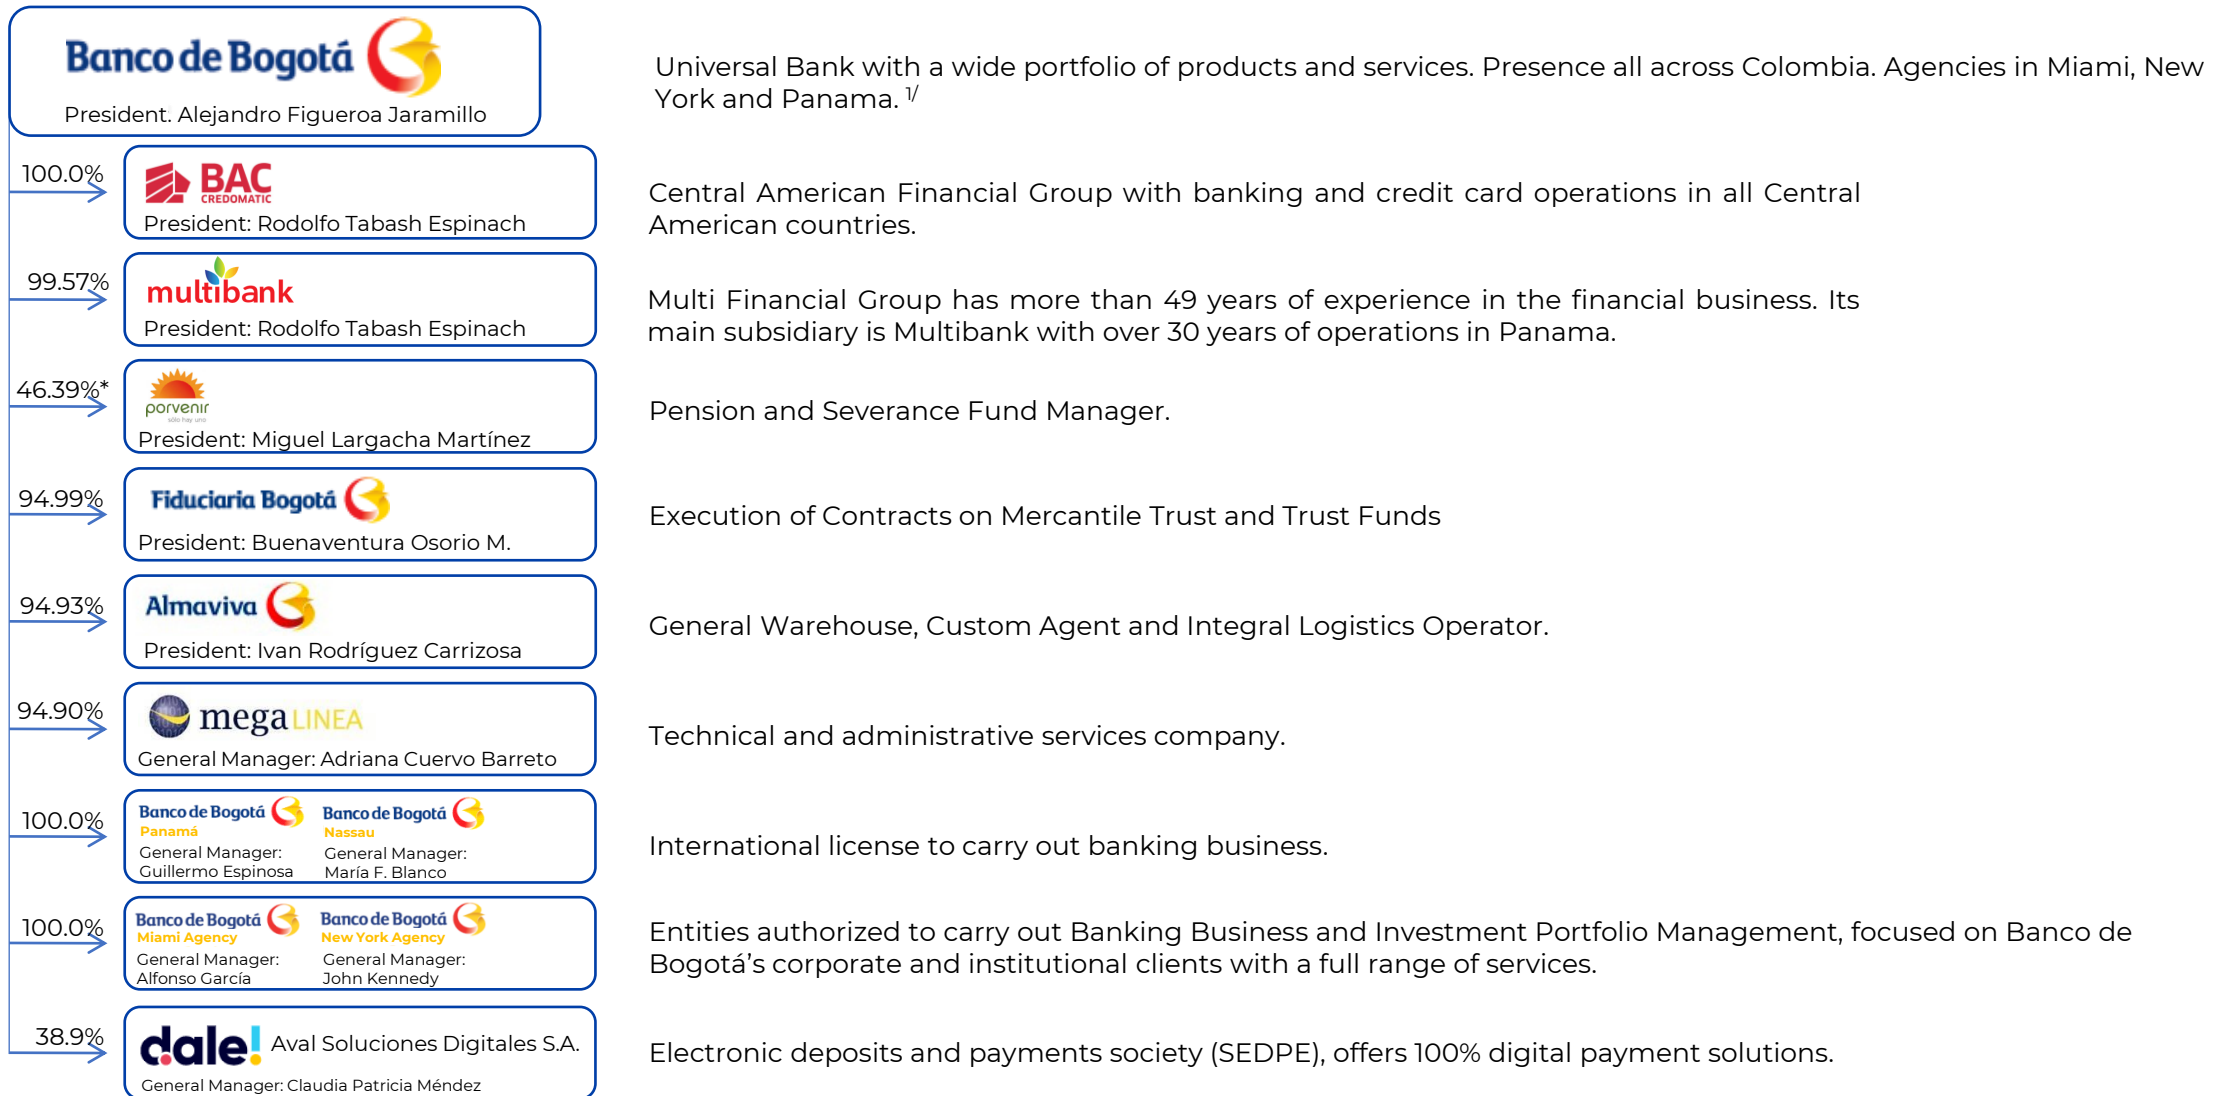 Banco de Bogotá
President. Alejandro Figueroa Jaramillo
Universal Bank with a wide portfolio of products and services. Presence all across Colombia. Agencies in Miami, New
York and Panama. 1/
100.0%
BAC
CREDOMATIC
President: Rodolfo Tabash Espinach
Central American Financial Group with banking and credit card operations in all Central
American countries.
99.57%
multibank
President: Rodolfo Tabash Espinach
Multi Financial Group has more than 49 years of experience in the financial business. Its
main subsidiary is Multibank with over 30 years of operations in Panama.
46.39%*
porvenir
sólo hay uno
President: Miguel Largacha Martínez
Pension and Severance Fund Manager.
94.99%
Fiduciaria Bogotá
President: Buenaventura Osorio M.
Execution of Contracts on Mercantile Trust and Trust Funds
94.93%
Almaviva
President: Ivan Rodríguez Carrizosa
General Warehouse, Custom Agent and Integral Logistics Operator.
94.90%
megaLINEA
General Manager: Adriana Cuervo Barreto
Technical and administrative services company.
100.0%
Banco de Bogotá
Panamá
General Manager:
Guillermo Espinosa
Banco de Bogotá
Nassau
General Manager:
María F. Blanco
International license to carry out banking business.
100.0%
Banco de Bogotá
Miami Agency
General Manager:
Alfonso García
Banco de Bogotá
New York Agency
General Manager:
John Kennedy
Entities authorized to carry out Banking Business and Investment Portfolio Management, focused on Banco de
Bogotá’s corporate and institutional clients with a full range of services.
38.9%
dale! Aval Soluciones Digitales S.A.
General Manager: Claudia Patricia Méndez
Electronic deposits and payments society (SEDPE), offers 100% digital payment solutions.